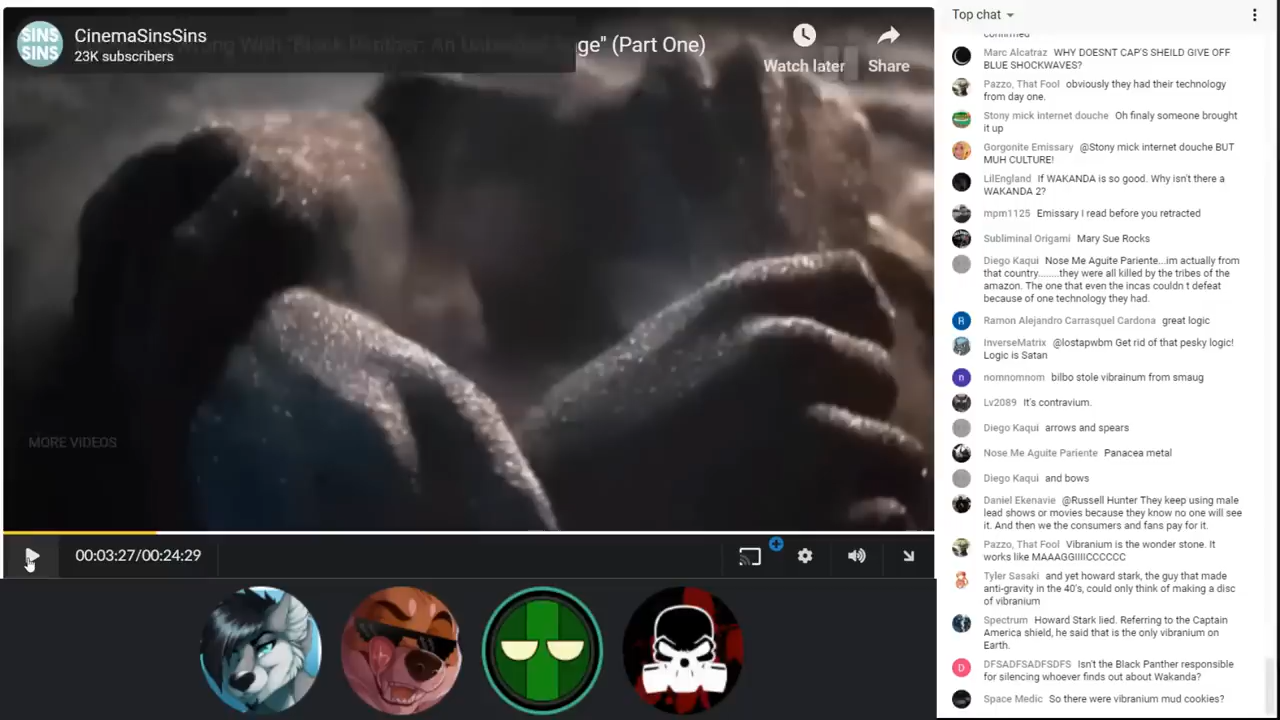 SINS
SINS
CinemaSinsSins
23K subscribers
ge" (Part One)
Watch later
Share
MORE VIDEOS
00:03:27/00:24:29
Top chat
confirmed
Marc Alcatraz WHY DOESNT CAP'S SHEILD GIVE OFF
BLUE SHOCKWAVES?
Pazzo, That Fool obviously they had their technology
from day one.
Stony mick internet douche Oh finaly someone brought
it up
Gorgonite Emissary @Stony mick internet douche BUT
MUH CULTURE!
LilEngland If WAKANDA is so good. Why isn't there a
WAKANDA 2?
mpm1125 Emissary I read before you retracted
Subliminal Origami Mary Sue Rocks
Diego Kaqui Nose Me Aguite Pariente...im actually from
that country........they were all killed by the tribes of the
amazon. The one that even the incas couldn t defeat
because of one technology they had.
R
Ramon Alejandro Carrasquel Cardona great logic
InverseMatrix @lostapwbm Get rid of that pesky logic!
Logic is Satan
n
nomnomnom bilbo stole vibrainum from smaug
Lv2089 It's contravium.
Diego Kaqui arrows and spears
Nose Me Aguite Pariente Panacea metal
Diego Kaqui and bows
Daniel Ekenavie @Russell Hunter They keep using male
lead shows or movies because they know no one will see
it. And then we the consumers and fans pay for it.
Pazzo, That Fool Vibranium is the wonder stone. It
works like MAAAGGIIIICCCCCC
Tyler Sasaki and yet howard stark, the guy that made
anti-gravity in the 40's, could only think of making a disc
of vibranium
Spectrum Howard Stark lied. Referring to the Captain
America shield, he said that is the only vibranium on
Earth.
D
DFSADFSADFSDFS Isn't the Black Panther responsible
for silencing whoever finds out about Wakanda?
Space Medic So there were vibranium mud cookies?